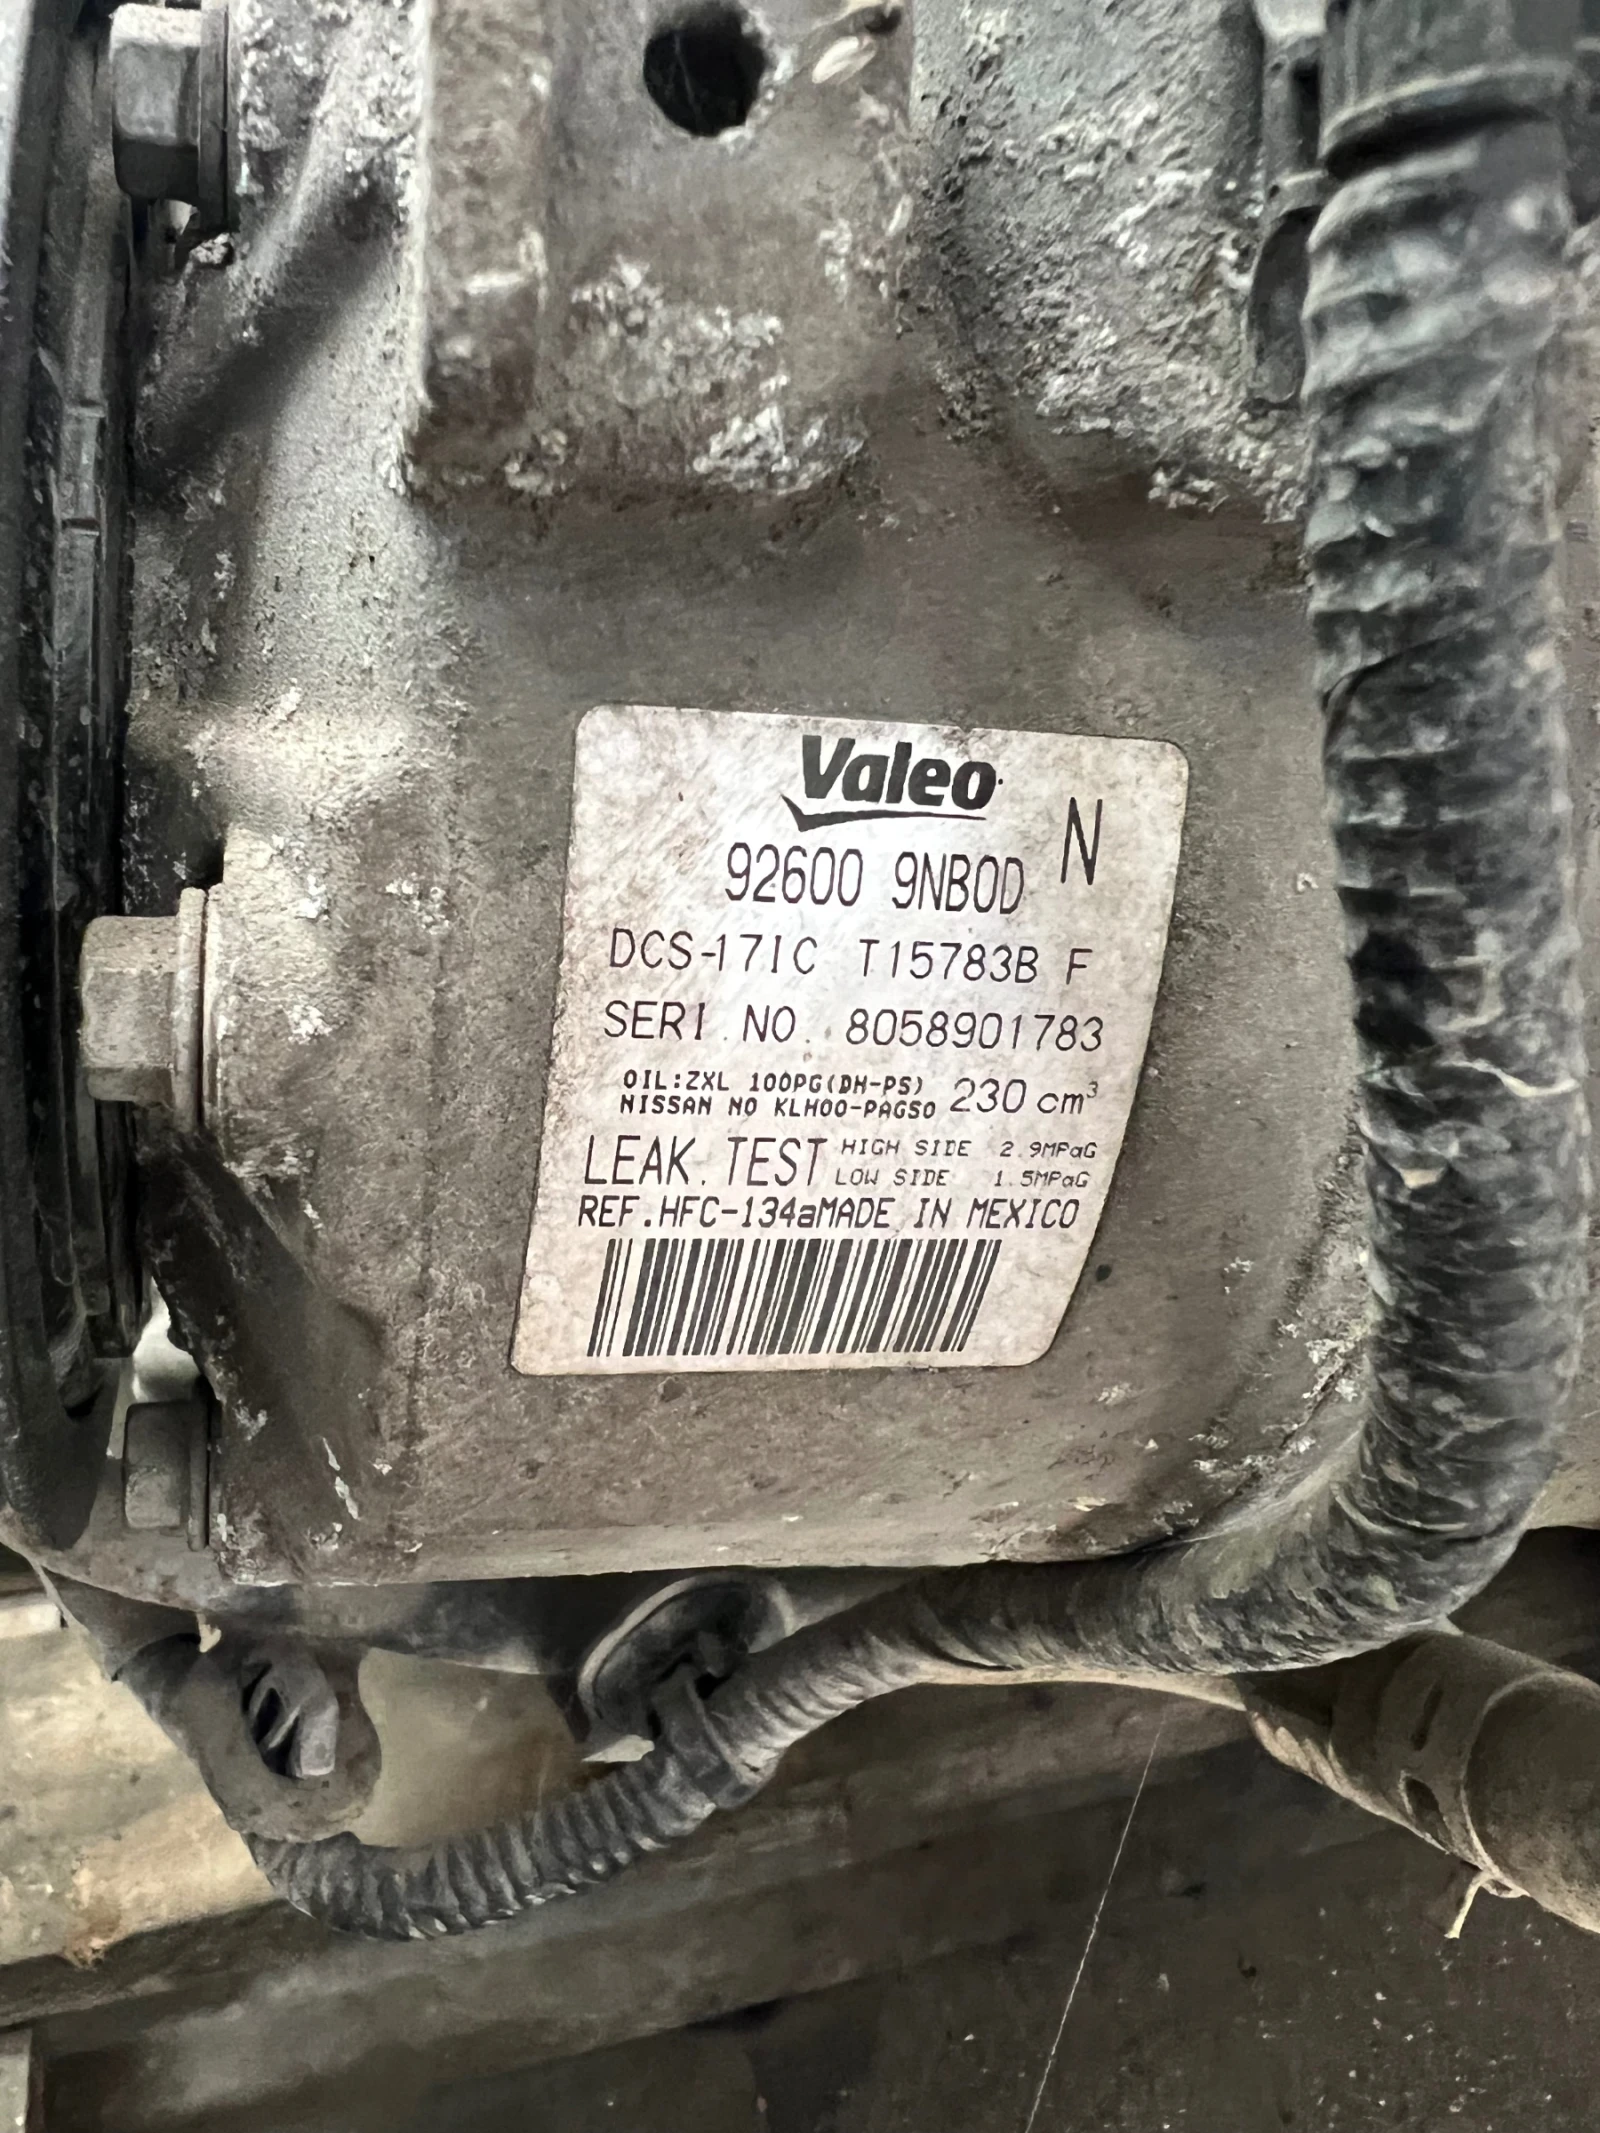 Valeo
N
92600 9NB0D
DCS-17IC T15783B F
SERI.NO. 8058901783
OIL:ZXL 100PG(DH-PS) 230 cm³
NISSAN NO KLH00-PAGS0
LEAK.TEST HIGH SIDE 2.9MPaG
LOW SIDE 1.5MPaG
REF.HFC-134aMADE IN MEXICO